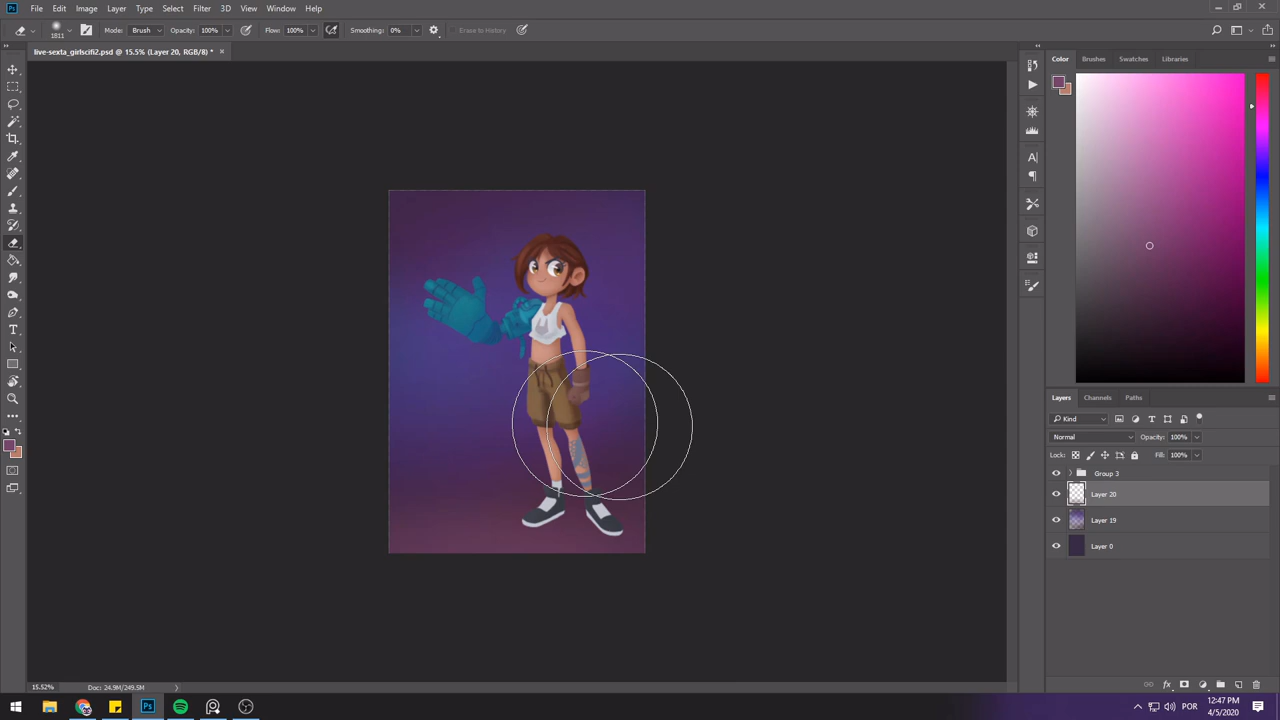 Ps File Edit Image Layer Type Select Filter 3D View Window Help
1811 Mode: Brush Opacity: 100% Flow: 100% Smoothing: 0% Erase to History
live-sexta_girlscifi2.psd @ 15.5% (Layer 20, RGB/8) *
Color Brushes Swatches Libraries
Layers Channels Paths
Kind
Normal Opacity: 100%
Lock: Fill: 100%
Group 3
Layer 20
Layer 19
Layer 0
15.52% Doc: 24.9M/249.5M
Ps POR 12:47 PM
4/5/2020